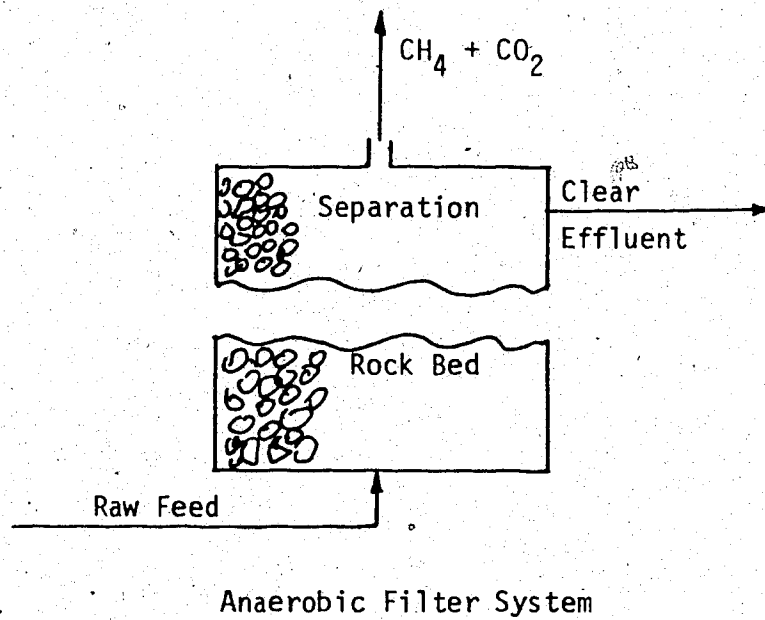 CH₄ + CO₂
Separation
Clear
Effluent
Rock Bed
Raw Feed
Anaerobic Filter System